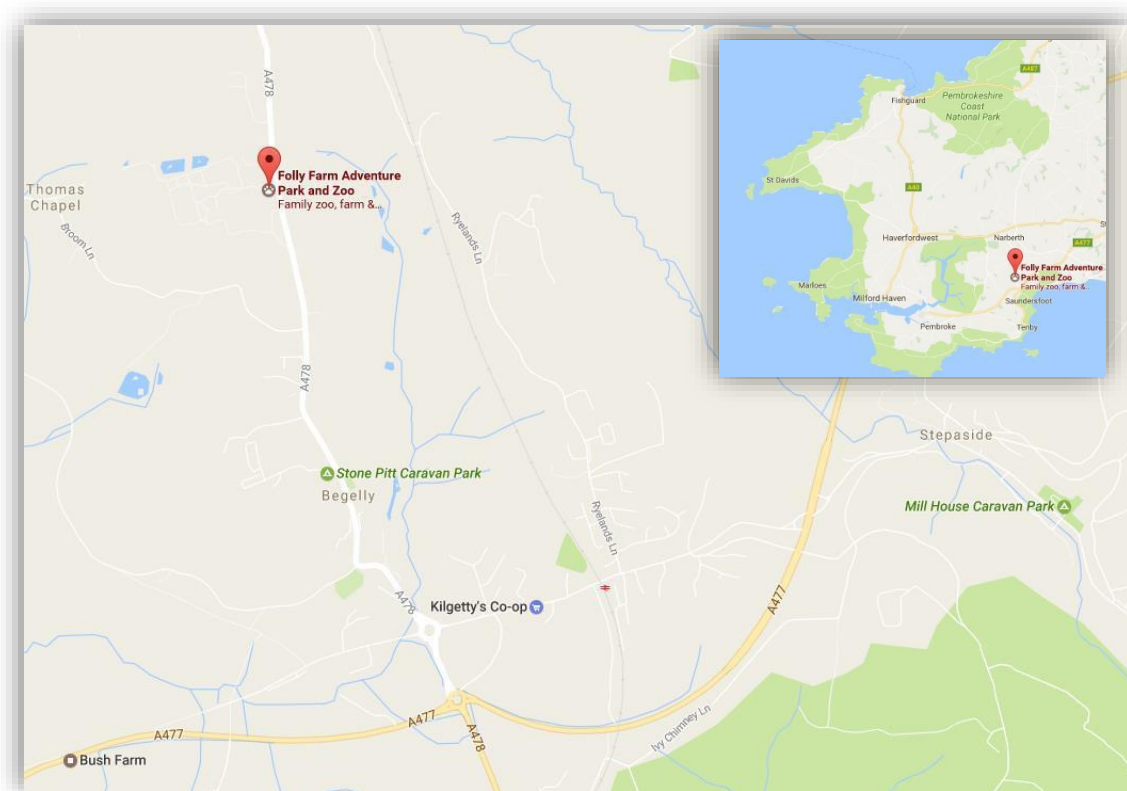 A478
Folly Farm Adventure
Park and Zoo
Family zoo, farm &..
Thomas
Chapel
Broom Ln
Ryelands Ln
A478
Stone Pitt Caravan Park
Begelly
Ryelands Ln
A478
Kilgetty's Co-op
A477
Stepaside
Mill House Caravan Park
Ivy Chimney Ln
A477
A478
A477
Bush Farm
A487
Fishguard
Pembrokeshire
Coast
National Park
St Davids
A40
Haverfordwest
Narberth
A477
St
Folly Farm Adventure
Park and Zoo
Family zoo, farm &..
Marloes
Milford Haven
Saundersfoot
Pembroke
Tenby